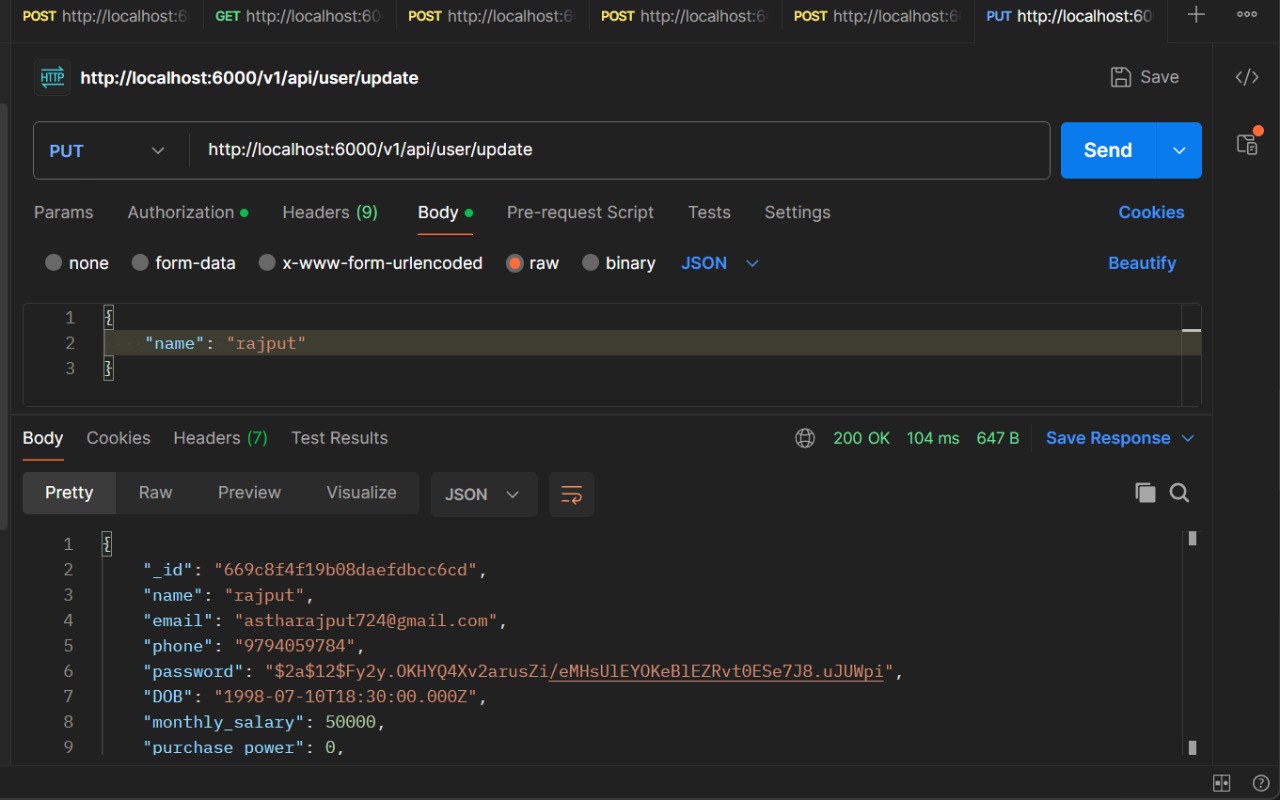 POST http://localhost:6 GET http://localhost:60 POST http://localhost:6 POST http://localhost:6 POST http://localhost:6 PUT http://localhost:60
HTTP http://localhost:6000/v1/api/user/update Save
PUT http://localhost:6000/v1/api/user/update Send
Params Authorization Headers (9) Body Pre-request Script Tests Settings Cookies
none form-data x-www-form-urlencoded raw binary JSON Beautify
1 {
2 "name": "rajput"
3 }
Body Cookies Headers (7) Test Results 200 OK 104 ms 647 B Save Response
Pretty Raw Preview Visualize JSON
1 {
2 "_id": "669c8f4f19b08daefdbcc6cd",
3 "name": "rajput",
4 "email": "astharajput724@gmail.com",
5 "phone": "9794059784",
6 "password": "$2a$12$Fy2y.OKHYQ4Xv2arusZi/eMHsUlEYOKeBlEZRvt0ESe7J8.uJUWpi",
7 "DOB": "1998-07-10T18:30:00.000Z",
8 "monthly_salary": 50000,
9 "purchase_power": 0,